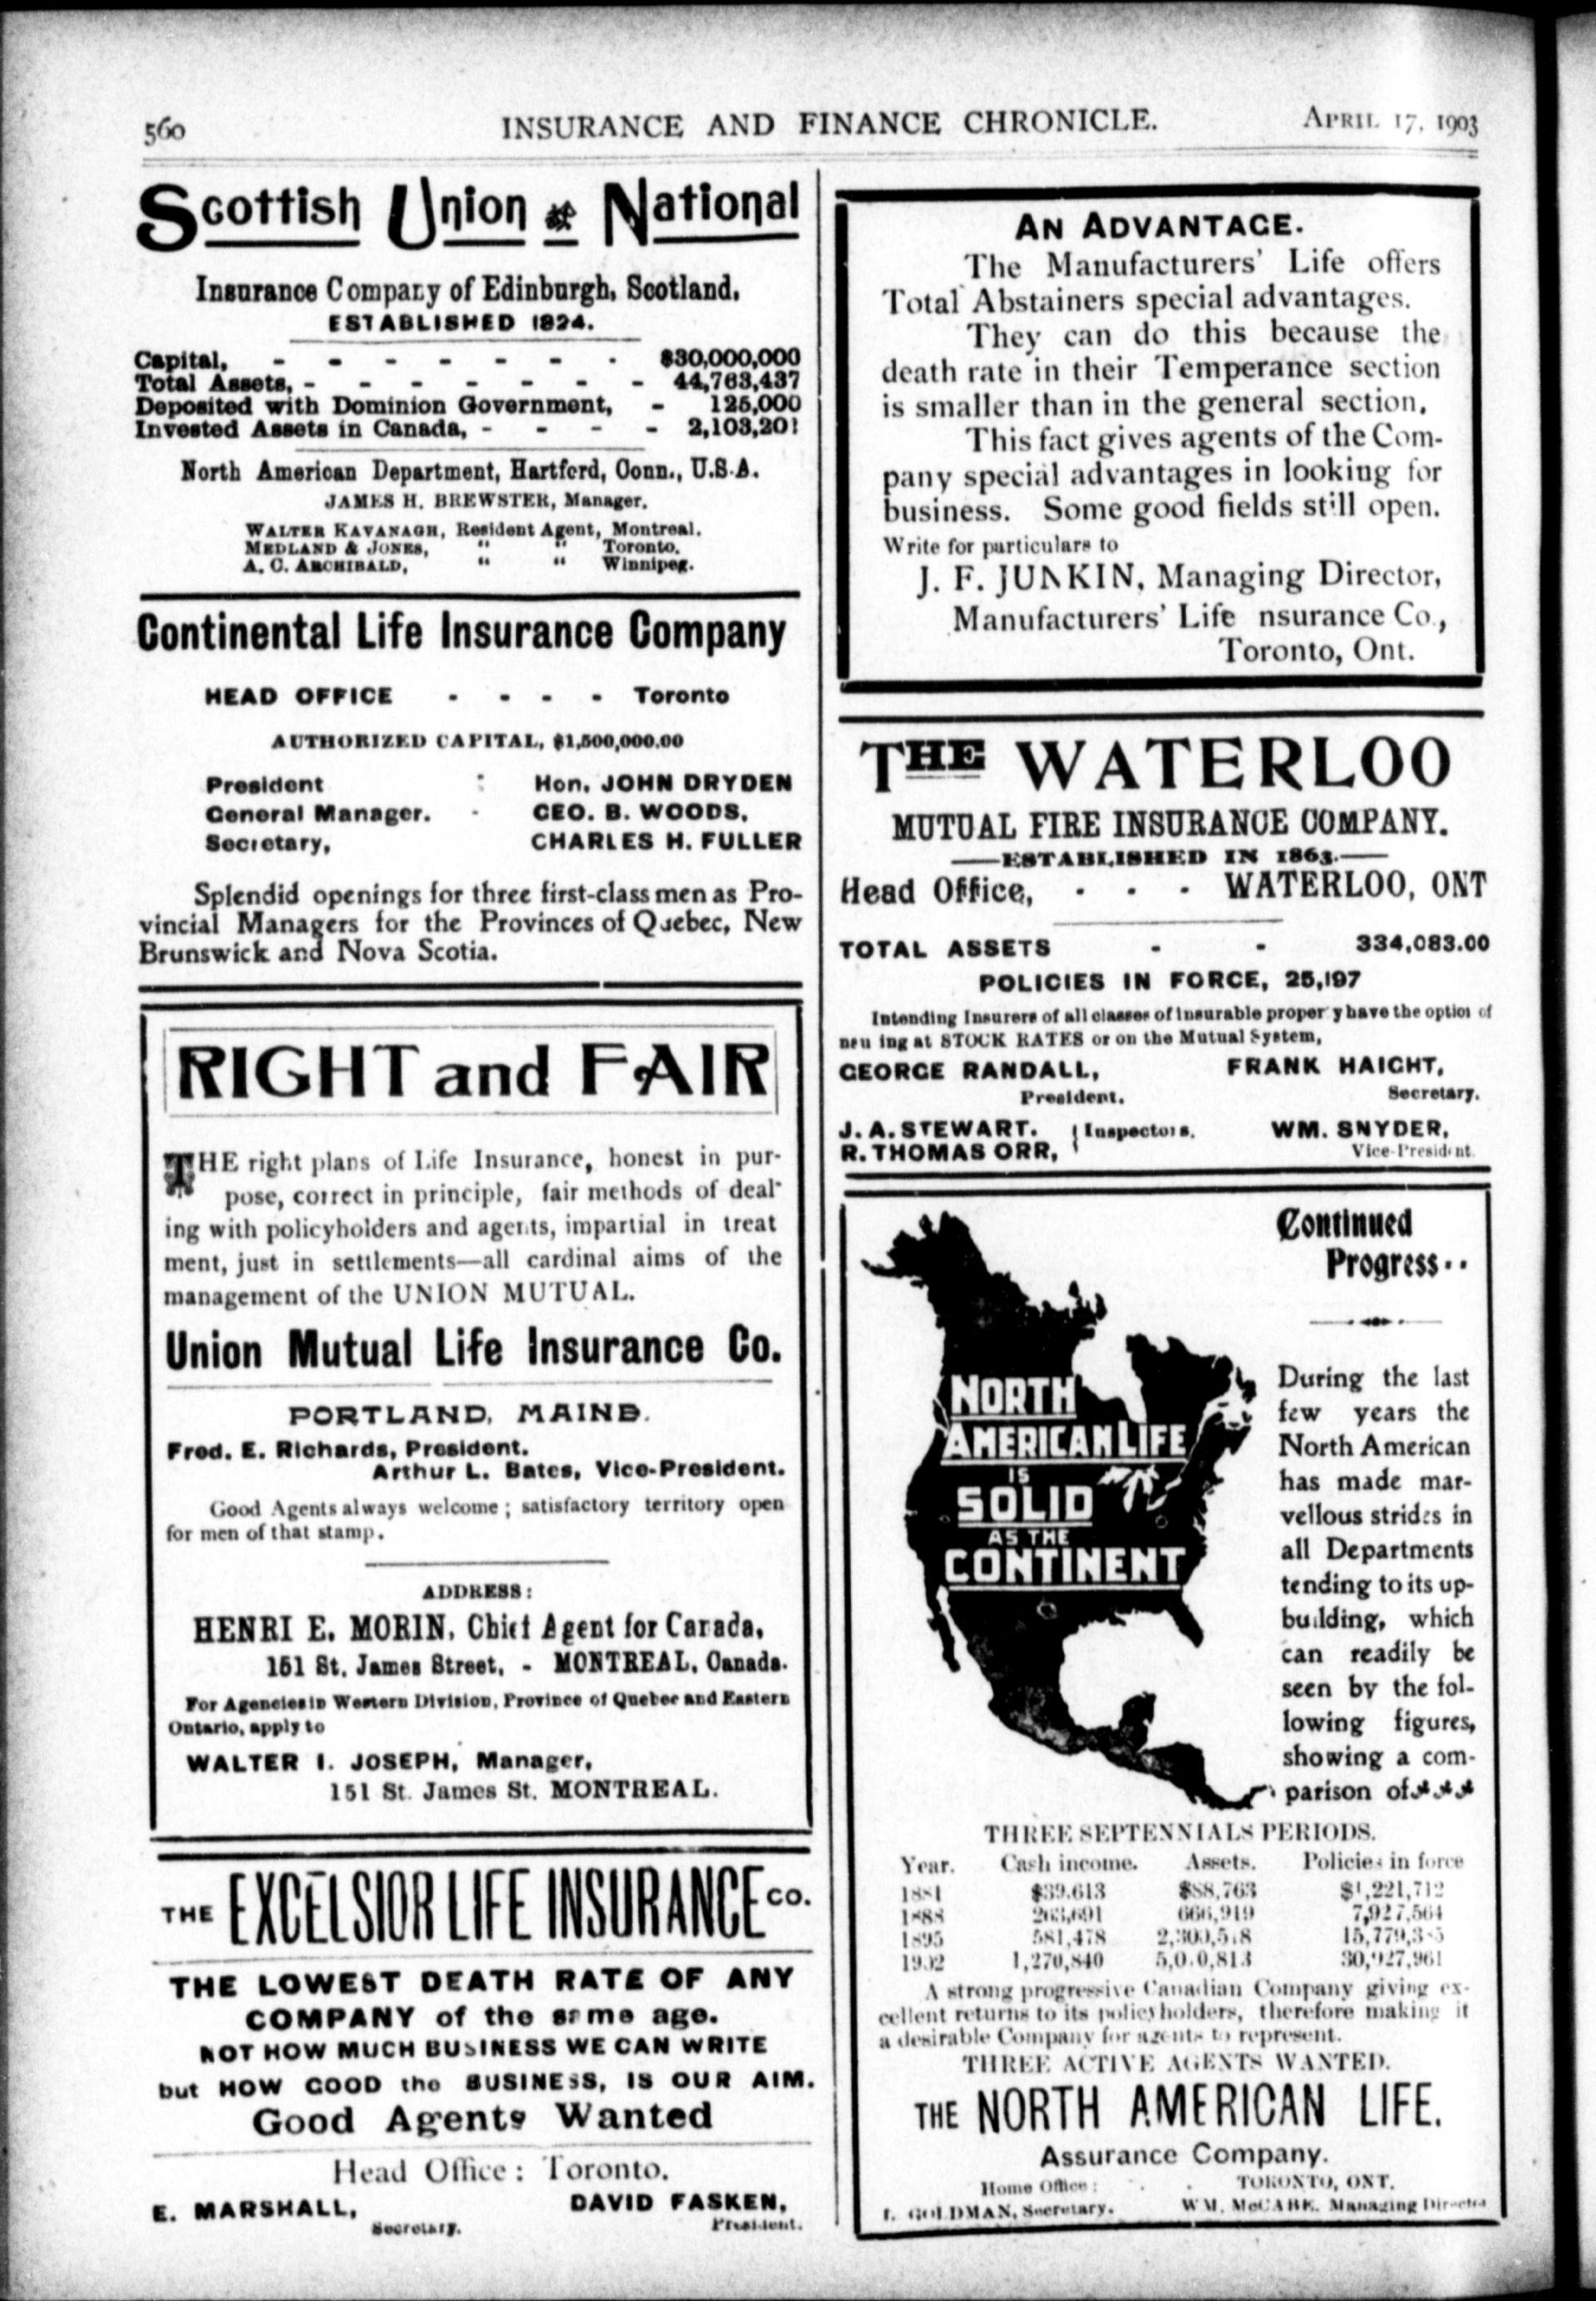 560 INSURANCE AND FINANCE CHRONICLE. APRIL 17, 1903
Scottish Union & National
Insurance Company of Edinburgh, Scotland.
ESTABLISHED 1824.
Capital, - - - - - - - $30,000,000
Total Assets, - - - - - - - 44,763,437
Deposited with Dominion Government, - 125,000
Invested Assets in Canada, - - - - 2,103,201
North American Department, Hartford, Conn., U.S.A.
JAMES H. BREWSTER, Manager.
WALTER KAVANAGH, Resident Agent, Montreal.
MEDLAND & JONES, " " Toronto.
A. C. ARCHIBALD, " " Winnipeg.
Continental Life Insurance Company
HEAD OFFICE - - - - Toronto
AUTHORIZED CAPITAL, $1,500,000.00
President : Hon. JOHN DRYDEN
General Manager. - GEO. B. WOODS,
Secretary, CHARLES H. FULLER
Splendid openings for three first-class men as Pro-
vincial Managers for the Provinces of Quebec, New
Brunswick and Nova Scotia.
RIGHT and FAIR
THE right plans of Life Insurance, honest in pur-
pose, correct in principle, fair methods of deal-
ing with policyholders and agents, impartial in treat
ment, just in settlements—all cardinal aims of the
management of the UNION MUTUAL.
Union Mutual Life Insurance Co.
PORTLAND, MAINE.
Fred. E. Richards, President.
Arthur L. Bates, Vice-President.
Good Agents always welcome; satisfactory territory open
for men of that stamp.
ADDRESS:
HENRI E. MORIN, Chief Agent for Canada,
151 St. James Street, - MONTREAL, Canada.
For Agencies in Western Division, Province of Quebec and Eastern
Ontario, apply to
WALTER I. JOSEPH, Manager,
151 St. James St. MONTREAL.
THE EXCELSIOR LIFE INSURANCE CO.
THE LOWEST DEATH RATE OF ANY
COMPANY of the same age.
NOT HOW MUCH BUSINESS WE CAN WRITE
but HOW GOOD the BUSINESS, IS OUR AIM.
Good Agents Wanted
Head Office: Toronto.
E. MARSHALL, DAVID FASKEN,
Secretary. President.
AN ADVANTAGE.
The Manufacturers' Life offers
Total Abstainers special advantages.
They can do this because the
death rate in their Temperance section
is smaller than in the general section.
This fact gives agents of the Com-
pany special advantages in looking for
business. Some good fields still open.
Write for particulars to
J. F. JUNKIN, Managing Director,
Manufacturers' Life nsurance Co.,
Toronto, Ont.
THE WATERLOO
MUTUAL FIRE INSURANCE COMPANY.
ESTABLISHED IN 1863.
Head Office, - - - WATERLOO, ONT
TOTAL ASSETS - - 334,083.00
POLICIES IN FORCE, 25,197
Intending Insurers of all classes of insurable proper y have the option of
ing at STOCK RATES or on the Mutual System,
GEORGE RANDALL, FRANK HAIGHT,
President. Secretary.
J. A. STEWART. } Inspectors. WM. SNYDER,
R. THOMAS ORR, Vice-President
Continued
Progress..
NORTH
AMERICAN LIFE
IS
SOLID
AS THE
CONTINENT
During the last
few years the
North American
has made mar-
vellous strides in
all Departments
tending to its up-
building, which
can readily be
seen by the fol-
lowing figures,
showing a com-
parison of
THREE SEPTENNIALS PERIODS.
Year. Cash income. Assets. Policies in force
1881 $39,613 $88,763 $1,221,712
1888 263,691 666,919 7,927,564
1895 581,478 15,779,385
1902 1,270,840 30,927,961
A strong progressive Canadian Company giving ex-
cellent returns to its policyholders, therefore making it
a desirable Company for agents to represent.
THREE ACTIVE AGENTS WANTED.
THE NORTH AMERICAN LIFE.
Assurance Company.
Home Office: TORONTO, ONT.
L. GOLDMAN, Secretary. WM. McCABE, Managing Director